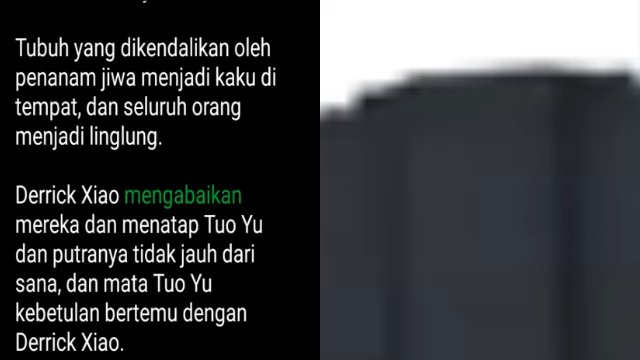 Tubuh yang dikendalikan oleh
penanam jiwa menjadi kaku di
tempat, dan seluruh orang
menjadi linglung.
Derrick Xiao mengabaikan
mereka dan menatap Tuo Yu
dan putranya tidak jauh dari
sana, dan mata Tuo Yu
kebetulan bertemu dengan
Derrick Xiao.